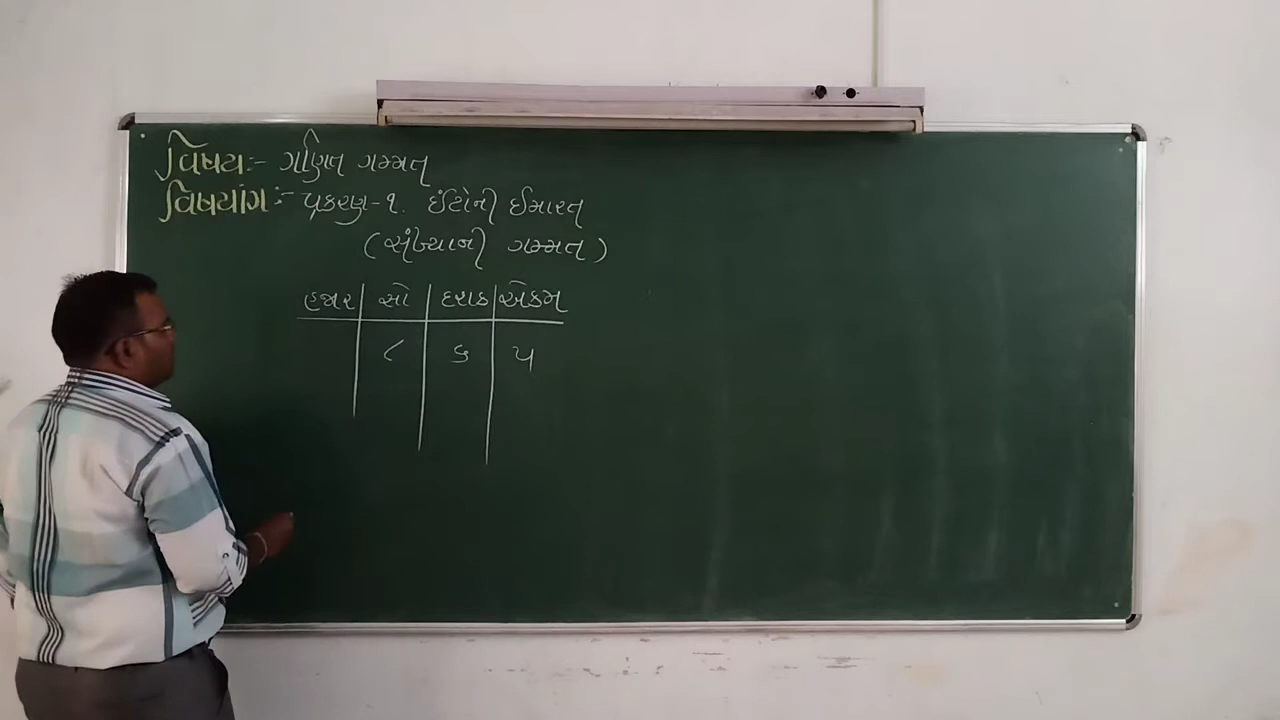 વિષય:- ગણિત ગમ્મત
વિષયાંગ:- પ્રકરણ-૧. ઈંટોની ઈમારત
(સંખ્યાની ગમ્મત)
હજાર સો દશક એકમ
૮ ૬ ૫